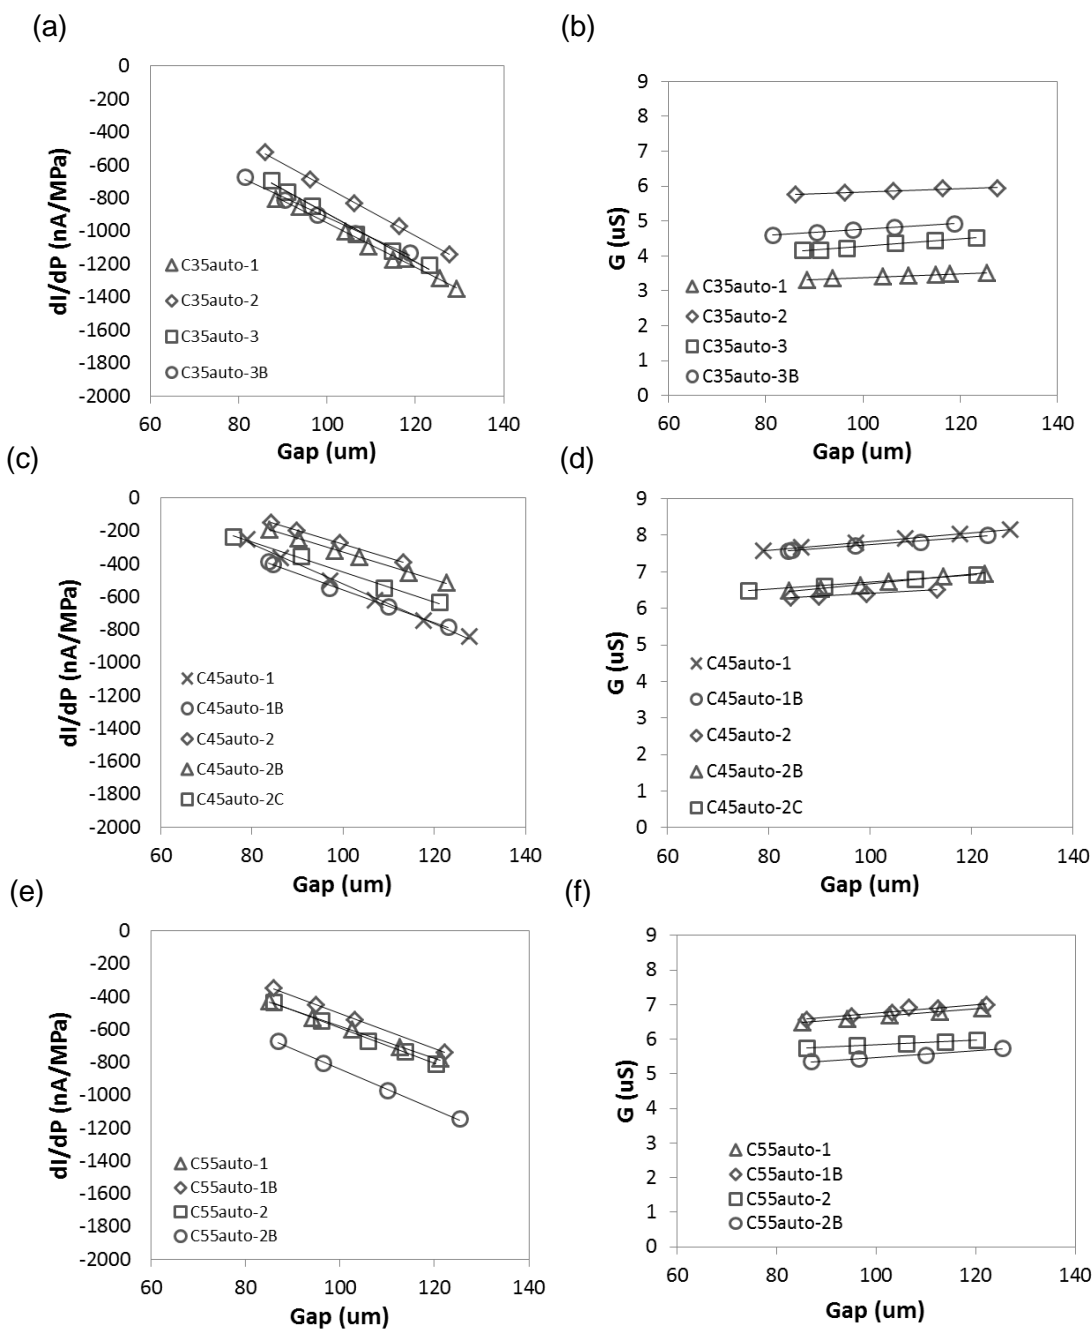 (a)
0
-200
-400
-600
-800
-1000
-1200
-1400
-1600
-1800
-2000
dI/dP (nA/MPa)
C35auto-1
C35auto-2
C35auto-3
C35auto-3B
60 80 100 120 140
Gap (um)
(b)
9
8
7
6
5
4
3
2
1
0
G (uS)
C35auto-1
C35auto-2
C35auto-3
C35auto-3B
60 80 100 120 140
Gap (um)
(c)
0
-200
-400
-600
-800
-1000
-1200
-1400
-1600
-1800
-2000
dI/dP (nA/MPa)
C45auto-1
C45auto-1B
C45auto-2
C45auto-2B
C45auto-2C
60 80 100 120 140
Gap (um)
(d)
9
8
7
6
5
4
3
2
1
0
G (uS)
C45auto-1
C45auto-1B
C45auto-2
C45auto-2B
C45auto-2C
60 80 100 120 140
Gap (um)
(e)
0
-200
-400
-600
-800
-1000
-1200
-1400
-1600
-1800
-2000
dI/dP (nA/MPa)
C55auto-1
C55auto-1B
C55auto-2
C55auto-2B
60 80 100 120 140
Gap (um)
(f)
9
8
7
6
5
4
3
2
1
0
G (uS)
C55auto-1
C55auto-1B
C55auto-2
C55auto-2B
60 80 100 120 140
Gap (um)